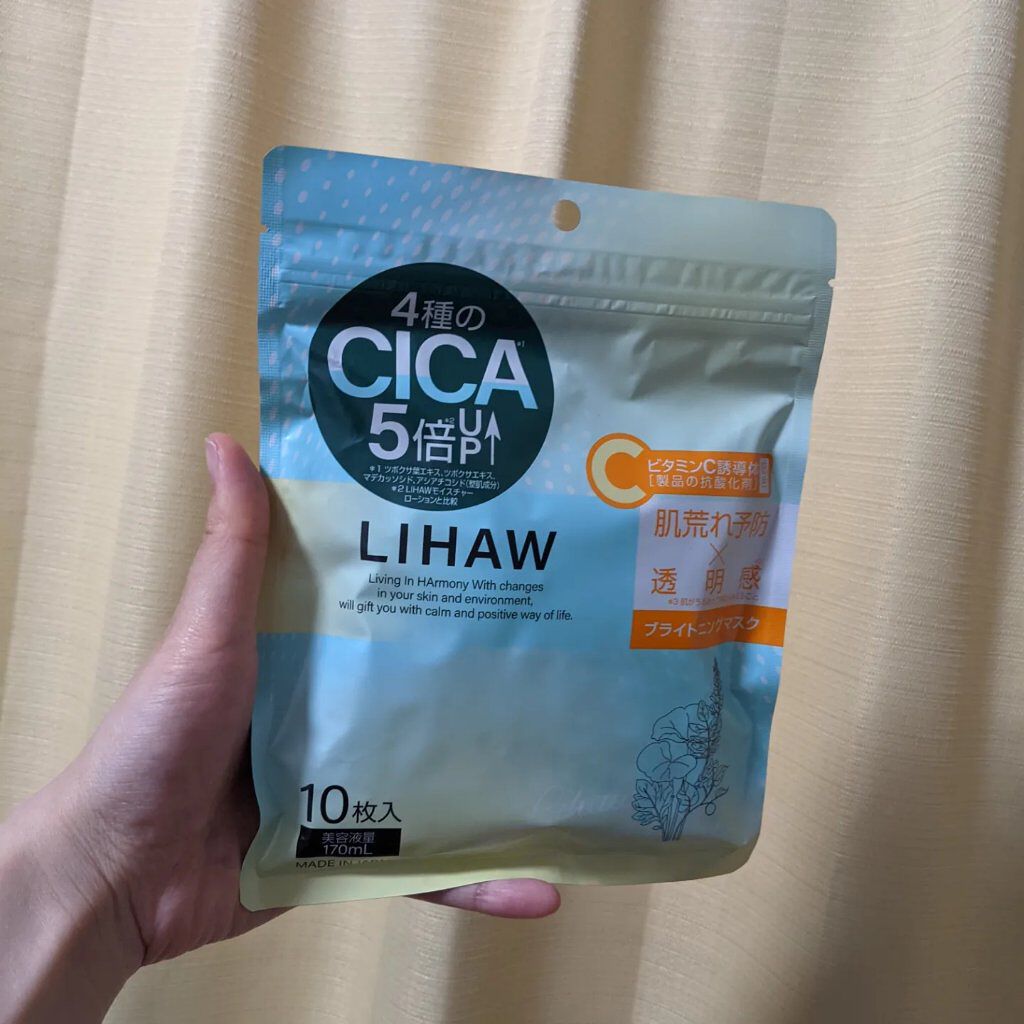 4種の
CICA*1
5倍*2UP↑
*1 ツボクサ葉エキス、ツボクサエキス、
マデカッソシド、アシアチコシド(整肌成分)
*2 LIHAWモイスチャー
ローションと比較
C
ビタミンC誘導体
[製品の抗酸化剤]
肌荒れ予防
×
透明感
ブライトニングマスク
LIHAW
Living In HArmony With changes
in your skin and environment,
will gift you with calm and positive way of life.
10枚入
美容液量
170mL
MADE IN